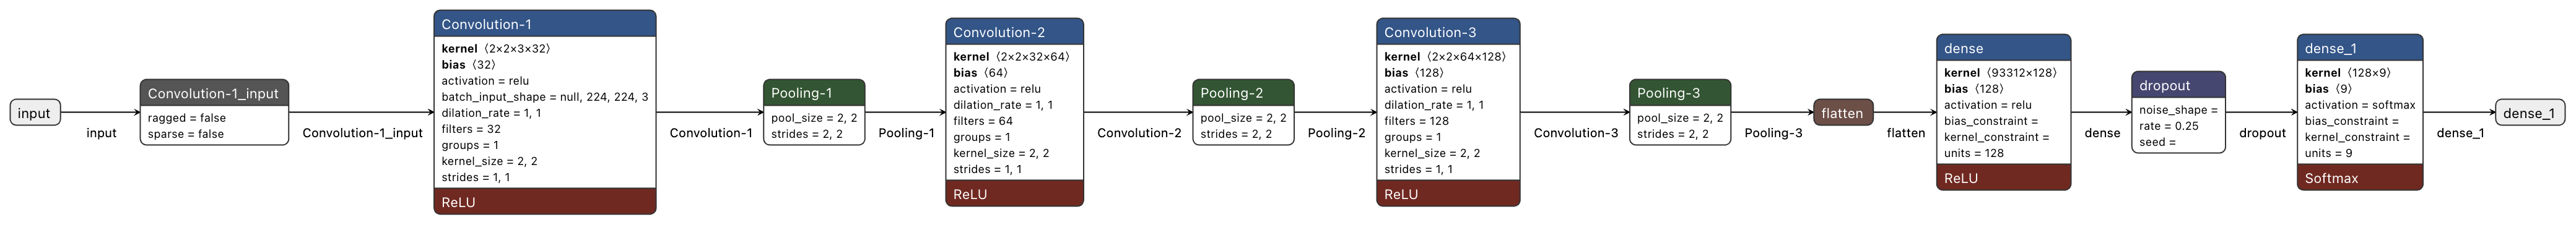 input
input
Convolution-1_input
ragged = false
sparse = false
Convolution-1_input
Convolution-1
kernel ⟨2×2×3×32⟩
bias ⟨32⟩
activation = relu
batch_input_shape = null, 224, 224, 3
dilation_rate = 1, 1
filters = 32
groups = 1
kernel_size = 2, 2
strides = 1, 1
ReLU
Convolution-1
Pooling-1
pool_size = 2, 2
strides = 2, 2
Pooling-1
Convolution-2
kernel ⟨2×2×32×64⟩
bias ⟨64⟩
activation = relu
dilation_rate = 1, 1
filters = 64
groups = 1
kernel_size = 2, 2
strides = 1, 1
ReLU
Convolution-2
Pooling-2
pool_size = 2, 2
strides = 2, 2
Pooling-2
Convolution-3
kernel ⟨2×2×64×128⟩
bias ⟨128⟩
activation = relu
dilation_rate = 1, 1
filters = 128
groups = 1
kernel_size = 2, 2
strides = 1, 1
ReLU
Convolution-3
Pooling-3
pool_size = 2, 2
strides = 2, 2
Pooling-3
flatten
flatten
dense
kernel ⟨93312×128⟩
bias ⟨128⟩
activation = relu
bias_constraint =
kernel_constraint =
units = 128
ReLU
dense
dropout
noise_shape =
rate = 0.25
seed =
dropout
dense_1
kernel ⟨128×9⟩
bias ⟨9⟩
activation = softmax
bias_constraint =
kernel_constraint =
units = 9
Softmax
dense_1
dense_1